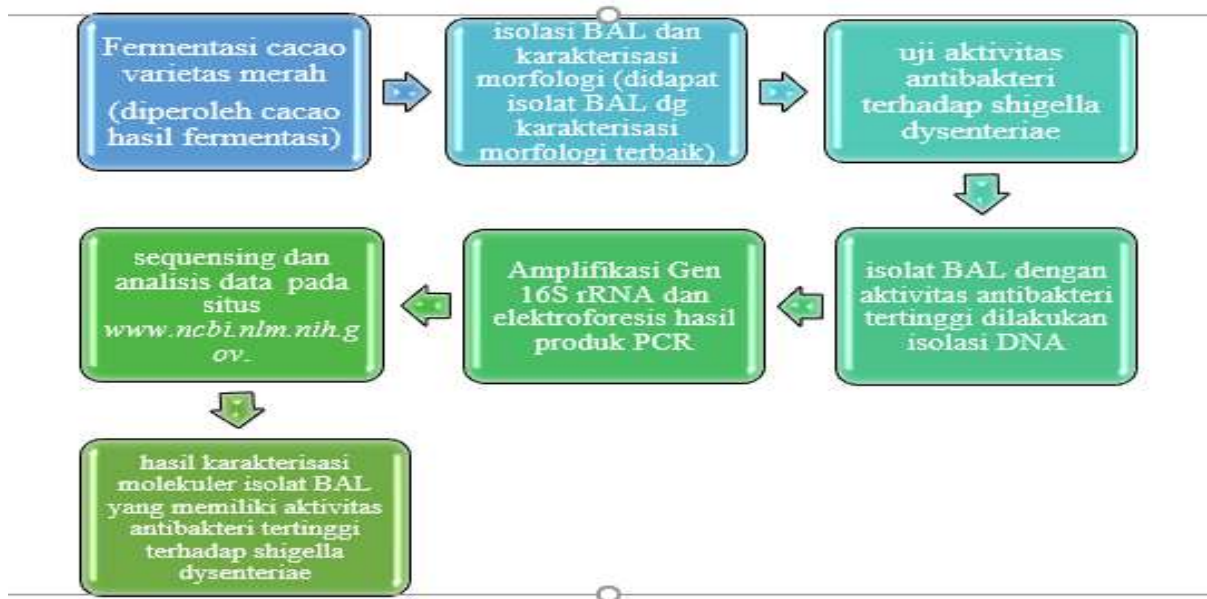 Fermentasi cacao
varietas merah
(diperoleh cacao
hasil fermentasi)
isolasi BAL dan
karakterisasi
morfologi (didapat
isolat BAL dg
karakterisasi
morfologi terbaik)
uji aktivitas
antibakteri
terhadap shigella
dysenteriae
isolat BAL dengan
aktivitas antibakteri
tertinggi dilakukan
isolasi DNA
Amplifikasi Gen
16S rRNA dan
elektroforesis hasil
produk PCR
sequensing dan
analisis data pada
situs
www.ncbi.nlm.nih.g
ov.
hasil karakterisasi
molekuler isolat BAL
yang memiliki aktivitas
antibakteri tertinggi
terhadap shigella
dysenteriae